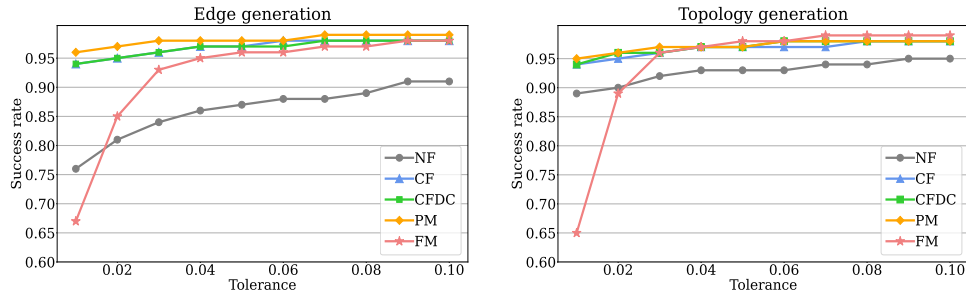 Edge generation
Success rate
0.95
0.90
0.85
0.80
0.75
0.70
0.65
0.60
0.02
0.04
0.06
0.08
0.10
Tolerance
NF
CF
CFDC
PM
FM
Topology generation
Success rate
0.95
0.90
0.85
0.80
0.75
0.70
0.65
0.60
0.02
0.04
0.06
0.08
0.10
Tolerance
NF
CF
CFDC
PM
FM